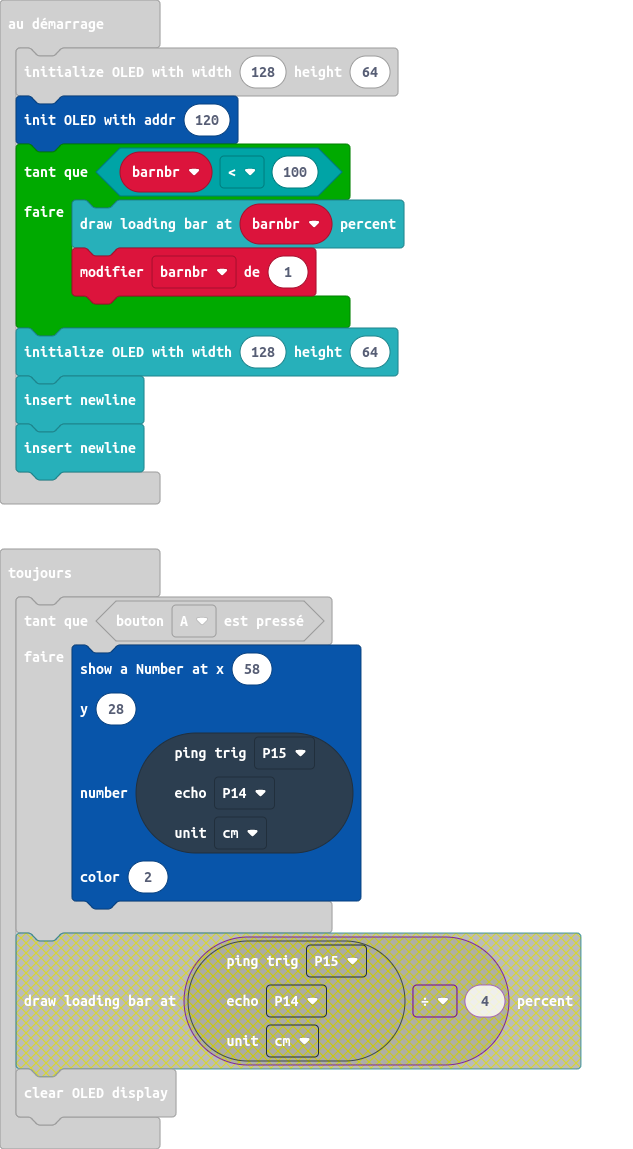 au démarrage
initialize OLED with width 128 height 64
init OLED with addr 120
tant que barnbr < 100
faire
draw loading bar at barnbr percent
modifier barnbr de 1
initialize OLED with width 128 height 64
insert newline
insert newline
toujours
tant que bouton A est pressé
faire
show a Number at x 58
y 28
ping trig P15
number echo P14
unit cm
color 2
ping trig P15
draw loading bar at echo P14 ÷ 4 percent
unit cm
clear OLED display